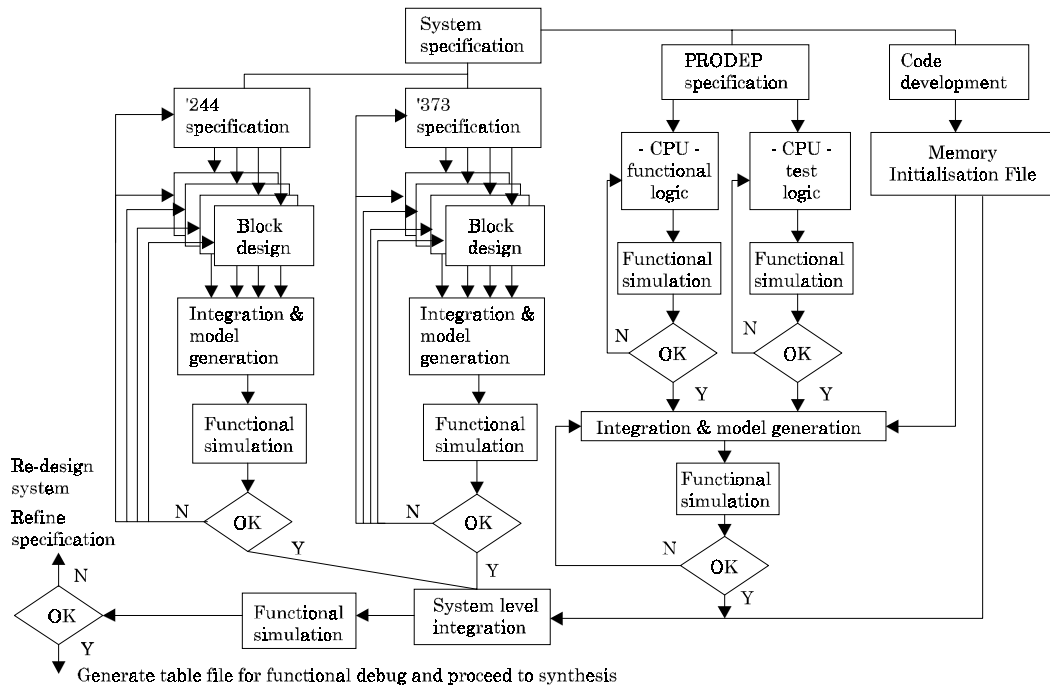 System
specification
PRODEP
specification
Code
development
'244
specification
'373
specification
- CPU -
functional
logic
- CPU -
test
logic
Memory
Initialisation File
Block
design
Block
design
Functional
simulation
Functional
simulation
Integration &
model
generation
Integration &
model
generation
N
OK
Y
N
OK
Y
Functional
simulation
Functional
simulation
Integration & model generation
Re-design
system
Refine
specification
N
OK
Y
N
OK
Y
Functional
simulation
N
OK
Y
N
OK
Y
Functional
simulation
System level
integration
Generate table file for functional debug and proceed to synthesis